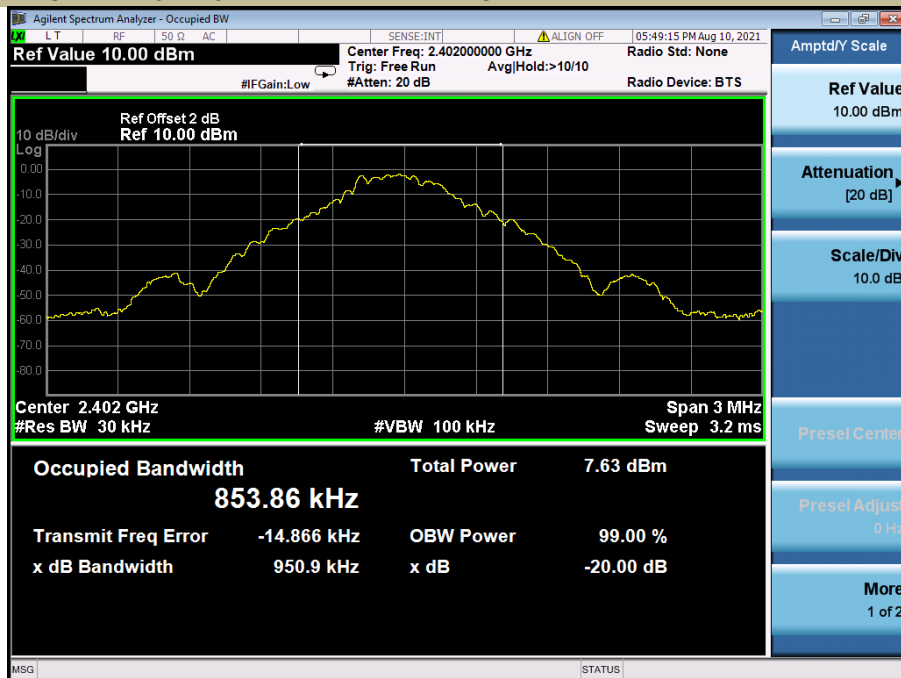 Agilent Spectrum Analyzer - Occupied BW
LXI L T RF 50 Ω AC SENSE:INT ALIGN OFF 05:49:15 PM Aug 10, 2021
Ref Value 10.00 dBm
Center Freq: 2.402000000 GHz
Radio Std: None
Trig: Free Run Avg|Hold:>10/10
#IFGain:Low
#Atten: 20 dB
Radio Device: BTS
Ref Offset 2 dB
10 dB/div Ref 10.00 dBm
Log
0.00
-10.0
-20.0
-30.0
-40.0
-50.0
-60.0
-70.0
-80.0
Center 2.402 GHz Span 3 MHz
#Res BW 30 kHz #VBW 100 kHz Sweep 3.2 ms
Occupied Bandwidth Total Power 7.63 dBm
853.86 kHz
Transmit Freq Error -14.866 kHz OBW Power 99.00 %
x dB Bandwidth 950.9 kHz x dB -20.00 dB
MSG STATUS
Amptd/Y Scale
Ref Value
10.00 dBm
Attenuation
[20 dB]
Scale/Div
10.0 dB
Presel Center
Presel Adjust
0 Hz
More
1 of 2